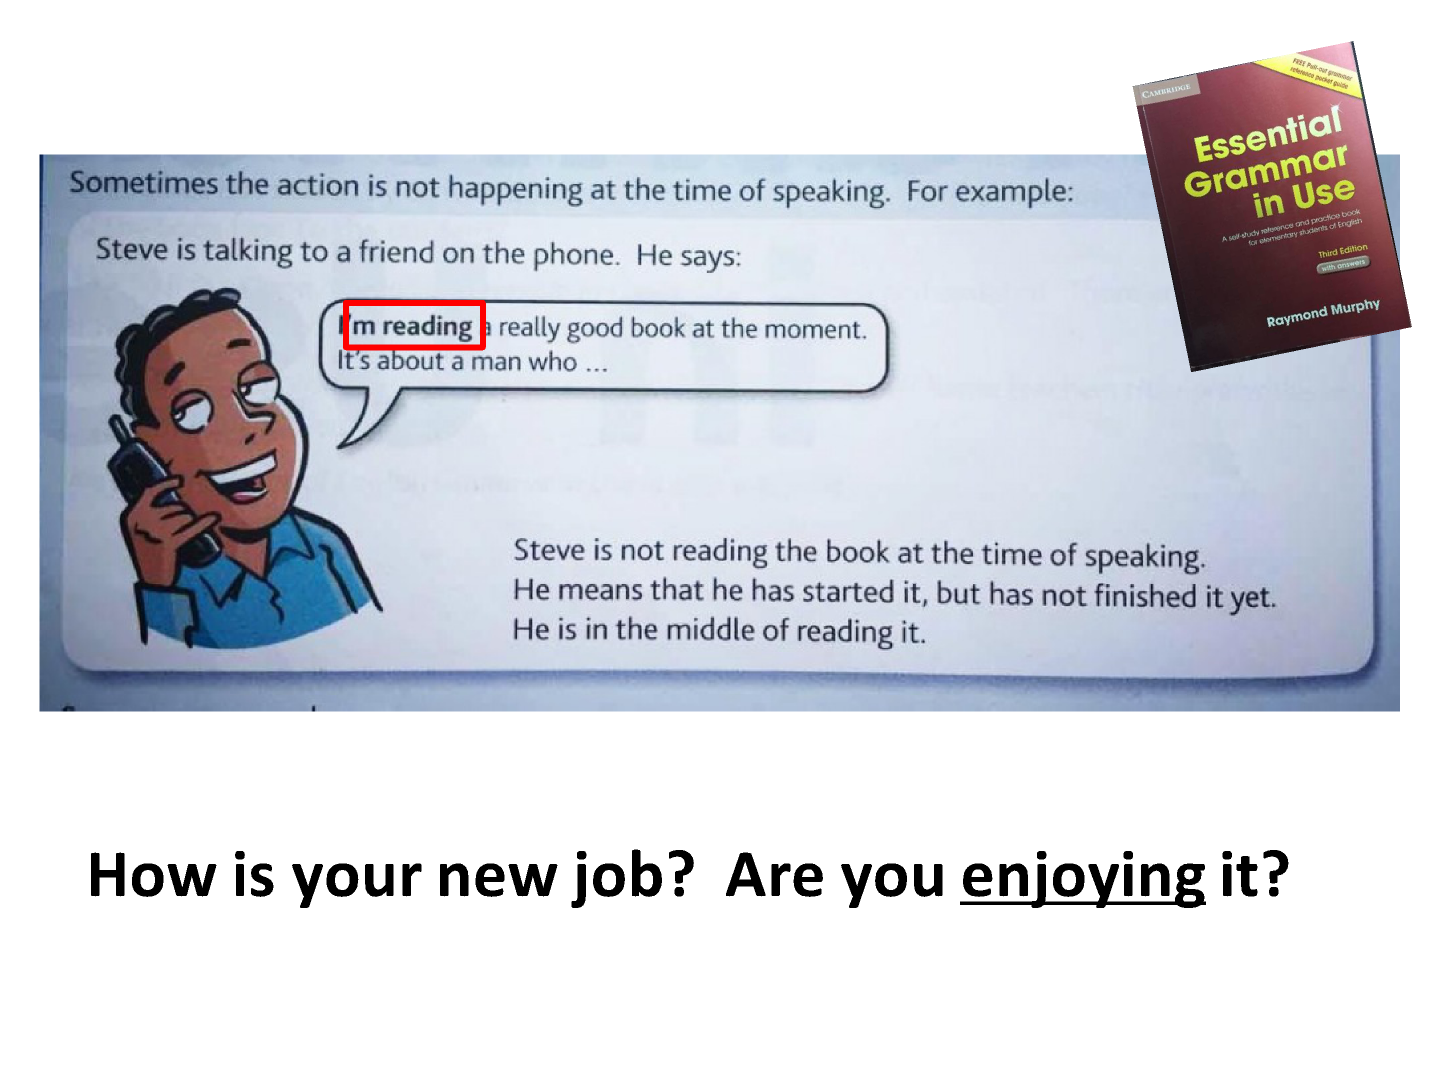 CAMBRIDGE
FREE Pull-out grammar
reference pocket guide
Essential
Grammar
in Use
A self-study reference and practice book
for elementary students of English
Third Edition
with answers
Raymond Murphy
Sometimes the action is not happening at the time of speaking.  For example:
Steve is talking to a friend on the phone.  He says:
I'm reading a really good book at the moment.
It's about a man who ...
Steve is not reading the book at the time of speaking.
He means that he has started it, but has not finished it yet.
He is in the middle of reading it.
How is your new job?  Are you enjoying it?